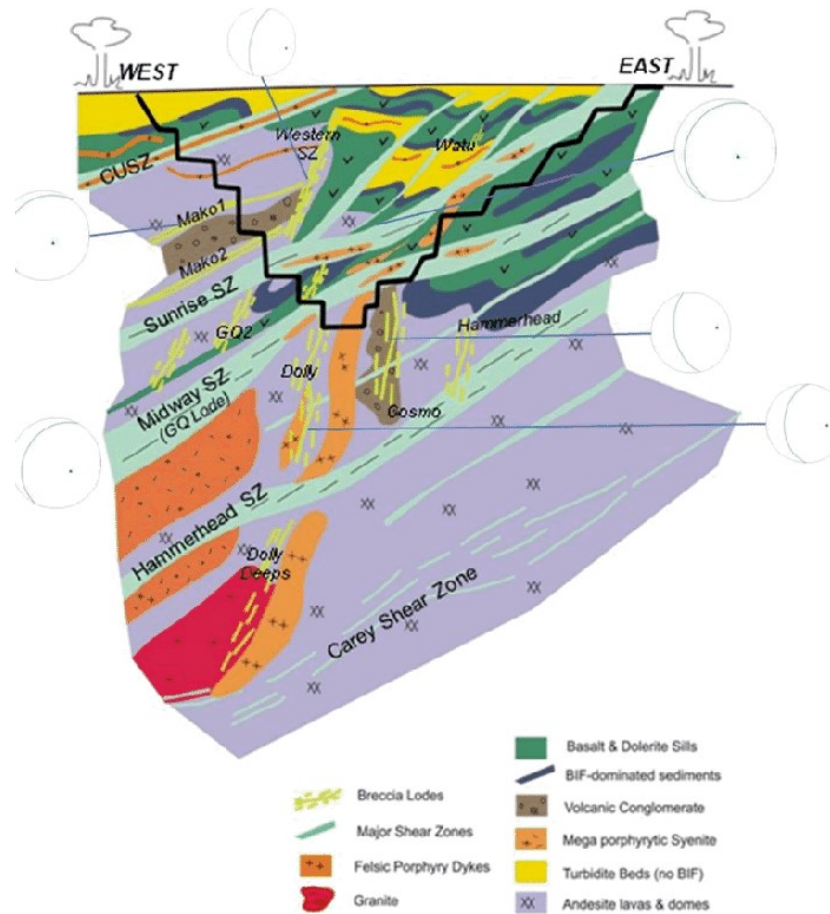 WEST
EAST
Western
SZ
Watu
CUSZ
Mako1
Mako2
Sunrise SZ
GQ2
Hammerhead
Midway SZ
(GQ Lode)
Dolly
Cosmo
Hammerhead SZ
Dolly
Deeps
Carey Shear Zone
Breccia Lodes
Major Shear Zones
Felsic Porphyry Dykes
Granite
Basalt & Dolerite Sills
BIF-dominated sediments
Volcanic Conglomerate
Mega porphyrytic Syenite
Turbidite Beds (no BIF)
Andesite lavas & domes